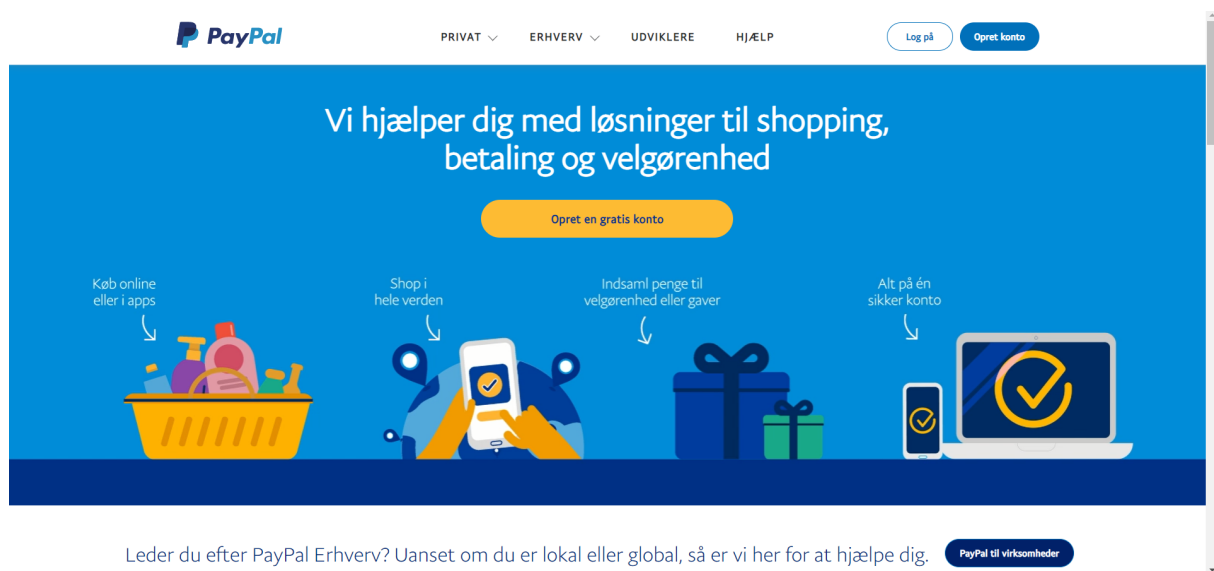 PayPal
PRIVAT
ERHVERV
UDVIKLERE
HJÆLP
Log på
Opret konto
Vi hjælper dig med løsninger til shopping,
betaling og velgørenhed
Opret en gratis konto
Køb online
eller i apps
Shop i
hele verden
Indsaml penge til
velgørenhed eller gaver
Alt på én
sikker konto
Leder du efter PayPal Erhverv? Uanset om du er lokal eller global, så er vi her for at hjælpe dig.
PayPal til virksomheder